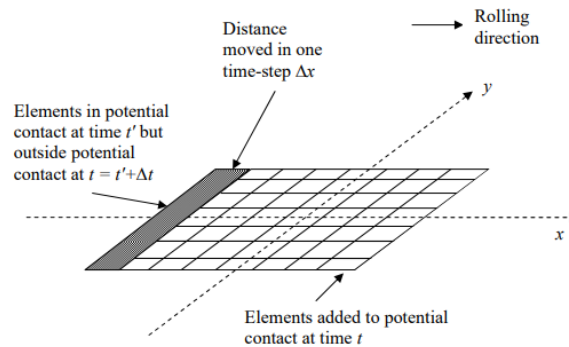 Distance
moved in one
time-step Δx
Rolling
direction
y
Elements in potential
contact at time t′ but
outside potential
contact at t = t′+Δt
x
Elements added to potential
contact at time t